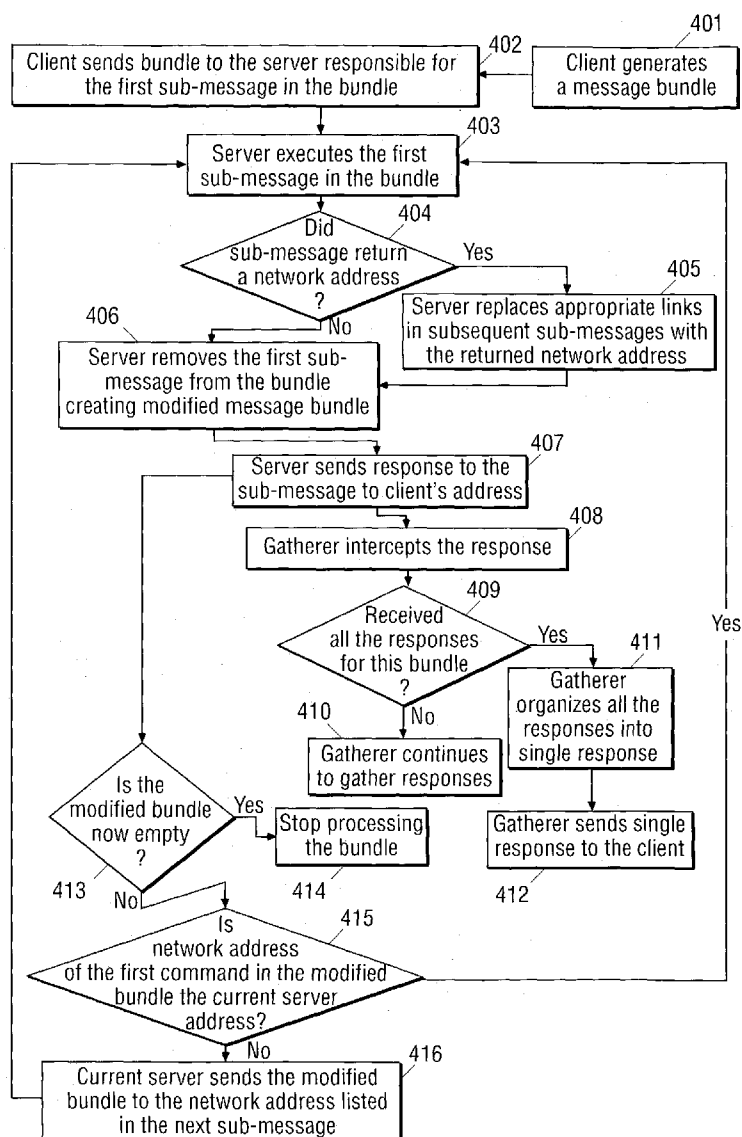 401
Client generates
a message bundle
402
Client sends bundle to the server responsible for
the first sub-message in the bundle
403
Server executes the first
sub-message in the bundle
404
Did
sub-message return
a network address
?
Yes
No
405
Server replaces appropriate links
in subsequent sub-messages with
the returned network address
406
Server removes the first sub-
message from the bundle
creating modified message bundle
407
Server sends response to the
sub-message to client's address
408
Gatherer intercepts the response
409
Received
all the responses
for this bundle
?
Yes
No
410
Gatherer continues
to gather responses
411
Gatherer
organizes all the
responses into
single response
Gatherer sends single
response to the client
412
Is the
modified bundle
now empty
?
413
Yes
No
Stop processing
the bundle
414
415
Is
network address
of the first command in the modified
bundle the current server
address?
Yes
No
416
Current server sends the modified
bundle to the network address listed
in the next sub-message